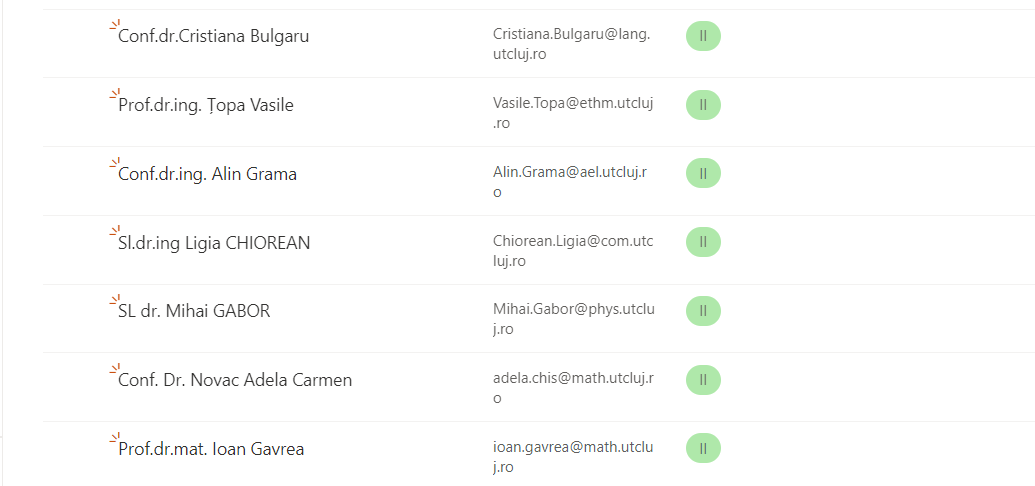 Conf.dr.Cristiana Bulgaru
Cristiana.Bulgaru@lang.
utcluj.ro
II
Prof.dr.ing. Țopa Vasile
Vasile.Topa@ethm.utcluj
.ro
II
Conf.dr.ing. Alin Grama
Alin.Grama@ael.utcluj.r
o
II
Sl.dr.ing Ligia CHIOREAN
Chiorean.Ligia@com.utc
luj.ro
II
SL dr. Mihai GABOR
Mihai.Gabor@phys.utclu
j.ro
II
Conf. Dr. Novac Adela Carmen
adela.chis@math.utcluj.r
o
II
Prof.dr.mat. Ioan Gavrea
ioan.gavrea@math.utclu
j.ro
II